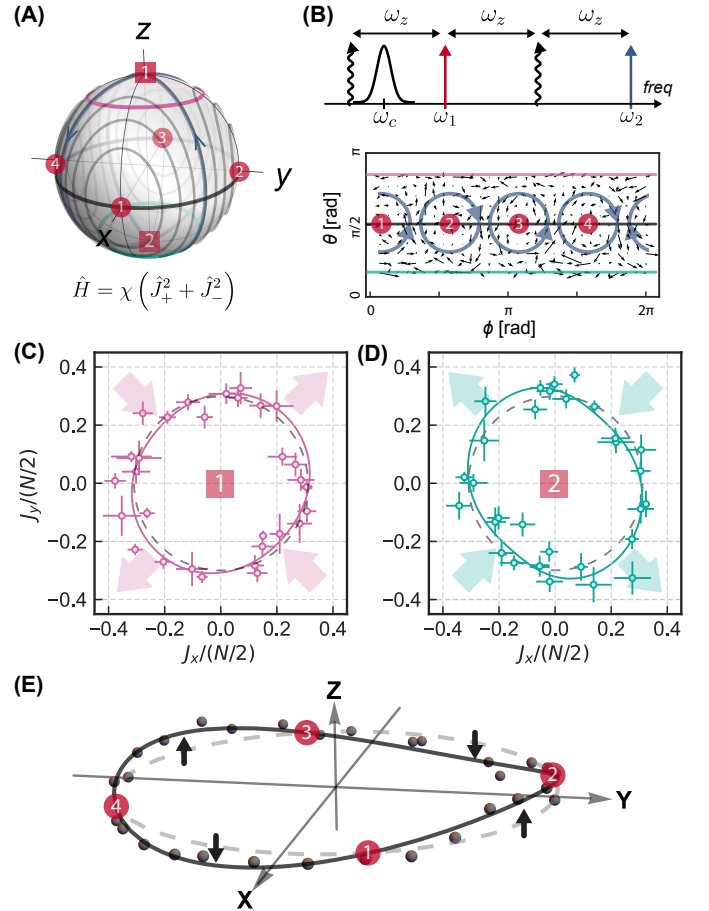 (A)
z
1
3
4
2
y
1
x
2
Ĥ = χ ( Ĵ₊² + Ĵ₋² )
(B)
ω_z ω_z ω_z
freq
ω_c ω_1 ω_2
π
θ [rad]
π/2
0
1 2 3 4
0 π 2π
ϕ [rad]
(C)
0.4
0.2
0.0
−0.2
−0.4
J_y/(N/2)
1
−0.4 −0.2 0.0 0.2 0.4
J_x/(N/2)
(D)
0.4
0.2
0.0
−0.2
−0.4
2
−0.4 −0.2 0.0 0.2 0.4
J_x/(N/2)
(E)
Z
3
2
4
Y
1
X